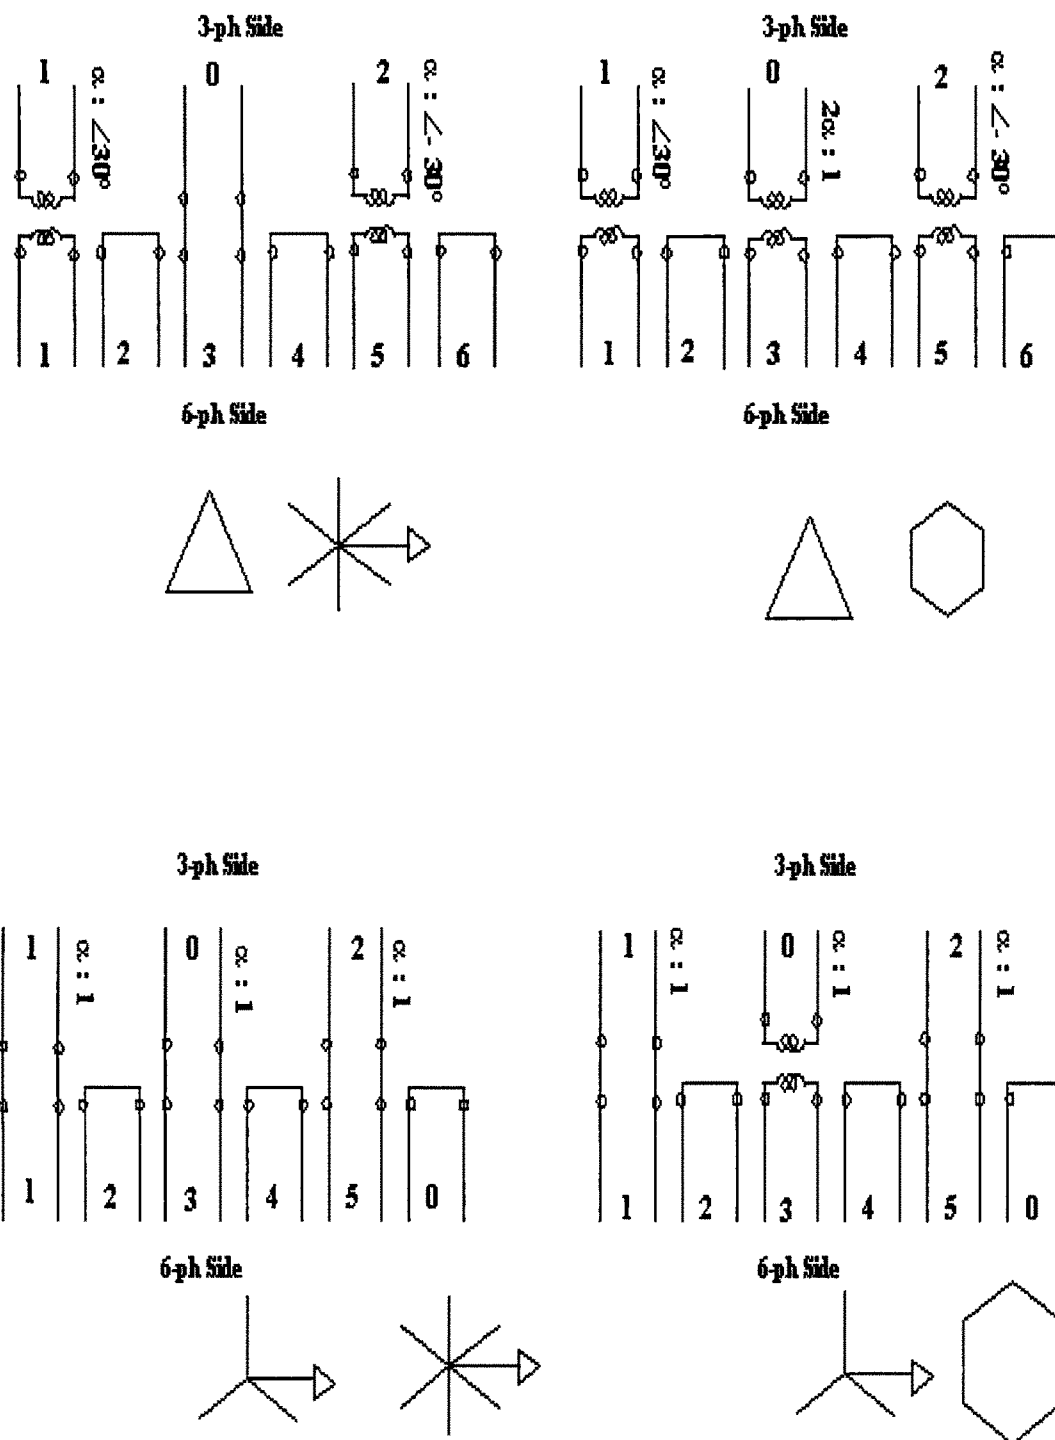 3-ph Side
1 0 2
α : ∠30°
α : ∠- 30°
1 2 3 4 5 6
6-ph Side
3-ph Side
1 0 2
α : ∠30°
2α : 1
α : ∠- 30°
1 2 3 4 5 6
6-ph Side
3-ph Side
1 0 2
α : 1
α : 1
α : 1
1 2 3 4 5 0
6-ph Side
3-ph Side
1 0 2
α : 1
α : 1
α : 1
1 2 3 4 5 0
6-ph Side